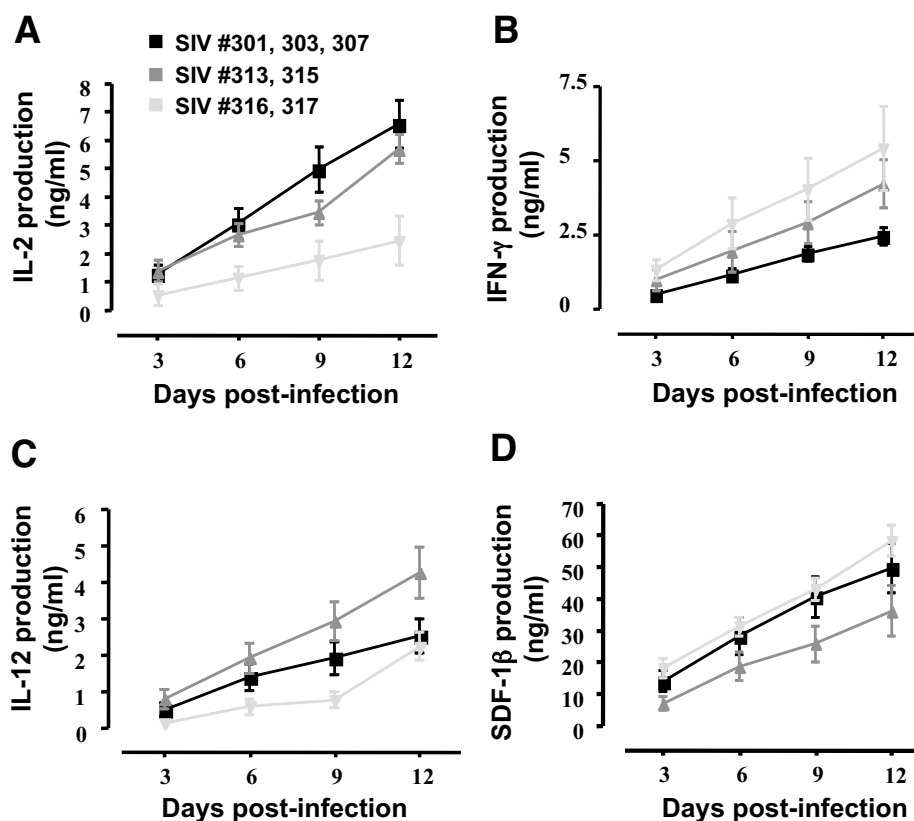 A
SIV #301, 303, 307
SIV #313, 315
SIV #316, 317
IL-2 production
(ng/ml)
8
7
6
5
4
3
2
1
0
3 6 9 12
Days post-infection
B
IFN-γ production
(ng/ml)
7.5
5
2.5
0
3 6 9 12
Days post-infection
C
IL-12 production
(ng/ml)
6
5
4
3
2
1
0
3 6 9 12
Days post-infection
D
SDF-1β production
(ng/ml)
70
60
50
40
30
20
10
0
3 6 9 12
Days post-infection